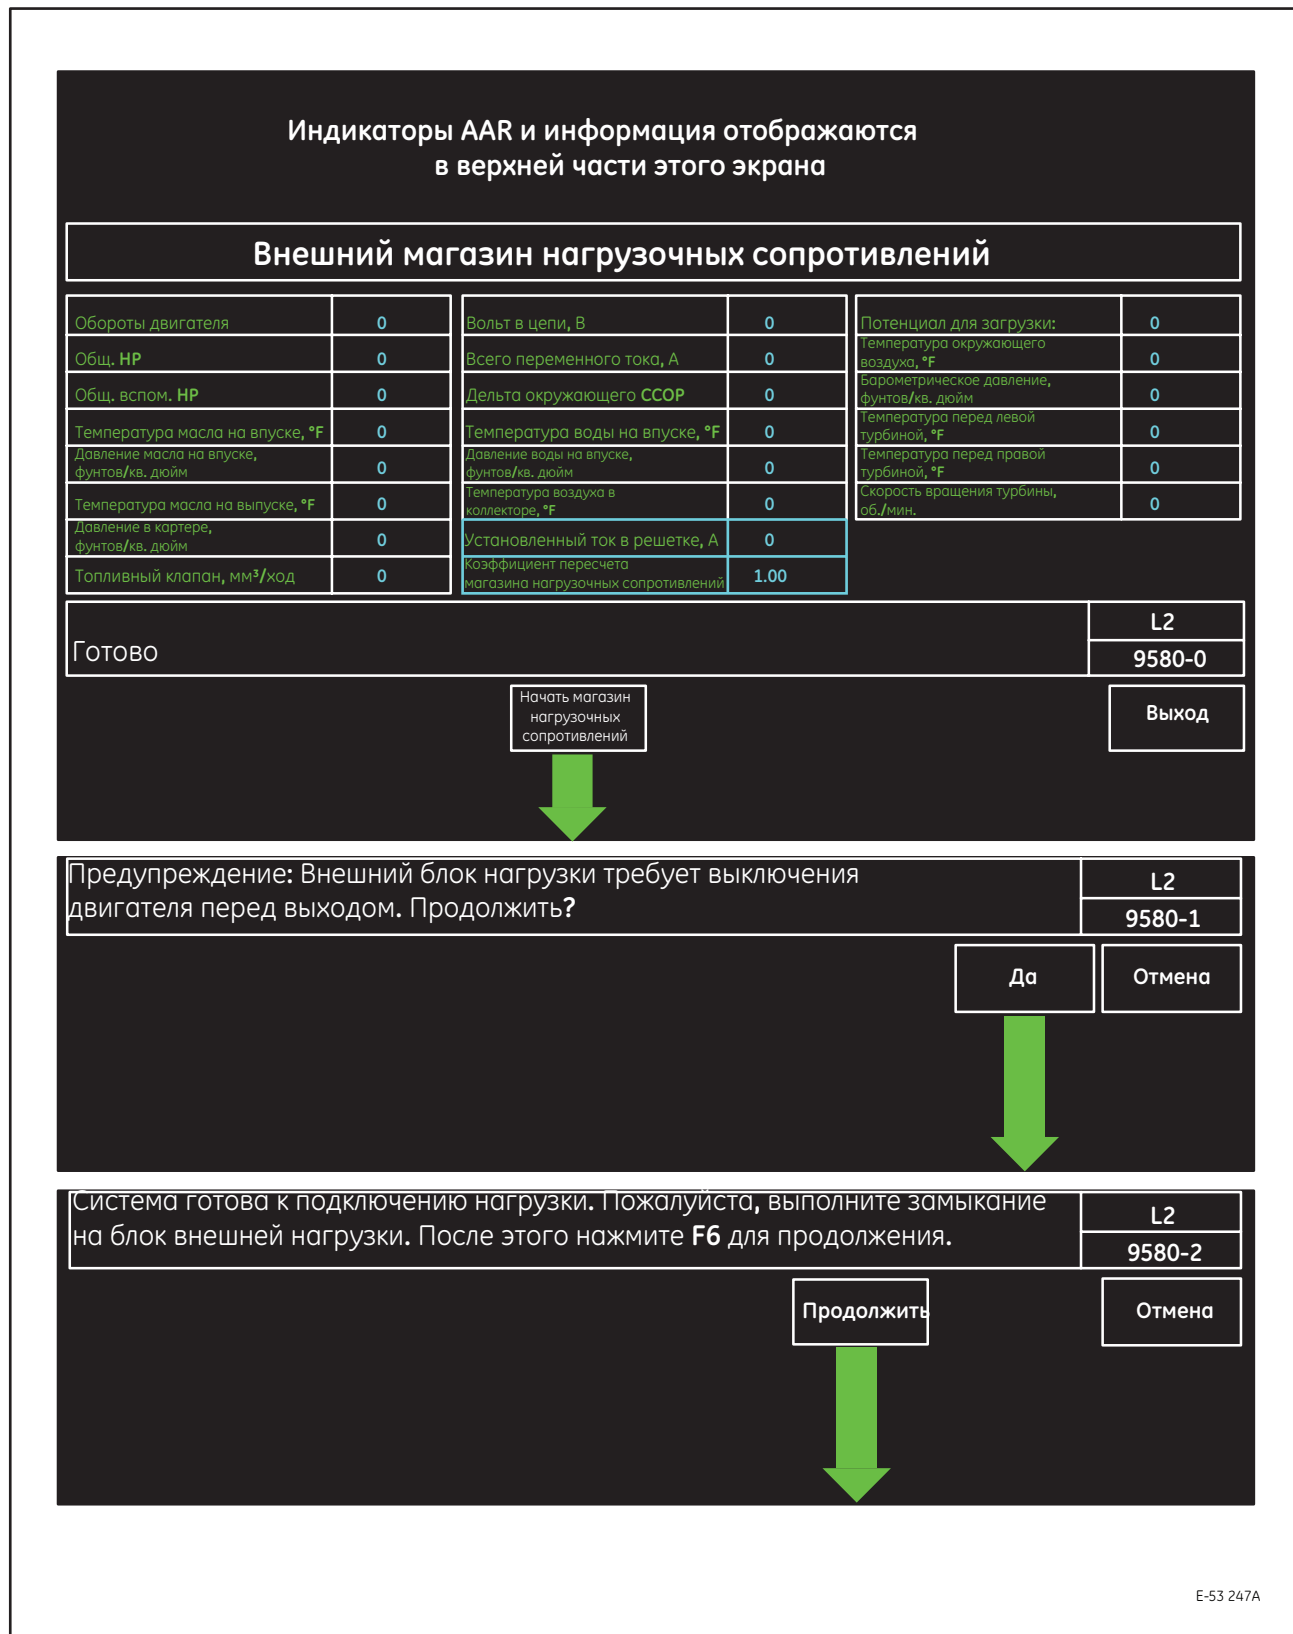 Индикаторы AAR и информация отображаются
в верхней части этого экрана
Внешний магазин нагрузочных сопротивлений
Обороты двигателя 0 Вольт в цепи, В 0 Потенциал для загрузки: 0
Общ. HP 0 Всего переменного тока, А 0 Температура окружающего
воздуха, °F 0
Общ. вспом. HP 0 Дельта окружающего ССОР 0 Барометрическое давление,
фунтов/кв. дюйм 0
Температура масла на впуске, °F 0 Температура воды на впуске, °F 0 Температура перед левой
турбиной, °F 0
Давление масла на впуске,
фунтов/кв. дюйм 0 Давление воды на впуске,
фунтов/кв. дюйм 0 Температура перед правой
турбиной, °F 0
Температура масла на выпуске, °F 0 Температура воздуха в
коллекторе, °F 0 Скорость вращения турбины,
об./мин. 0
Давление в картере,
фунтов/кв. дюйм 0 Установленный ток в решетке, А 0
Топливный клапан, мм³/ход 0 Коэффициент пересчета
магазина нагрузочных сопротивлений 1.00
Готово
L2
9580-0
Начать магазин
нагрузочных
сопротивлений
Выход
Предупреждение: Внешний блок нагрузки требует выключения
двигателя перед выходом. Продолжить?
L2
9580-1
Да
Отмена
Система готова к подключению нагрузки. Пожалуйста, выполните замыкание
на блок внешней нагрузки. После этого нажмите F6 для продолжения.
L2
9580-2
Продолжить
Отмена
E-53 247A